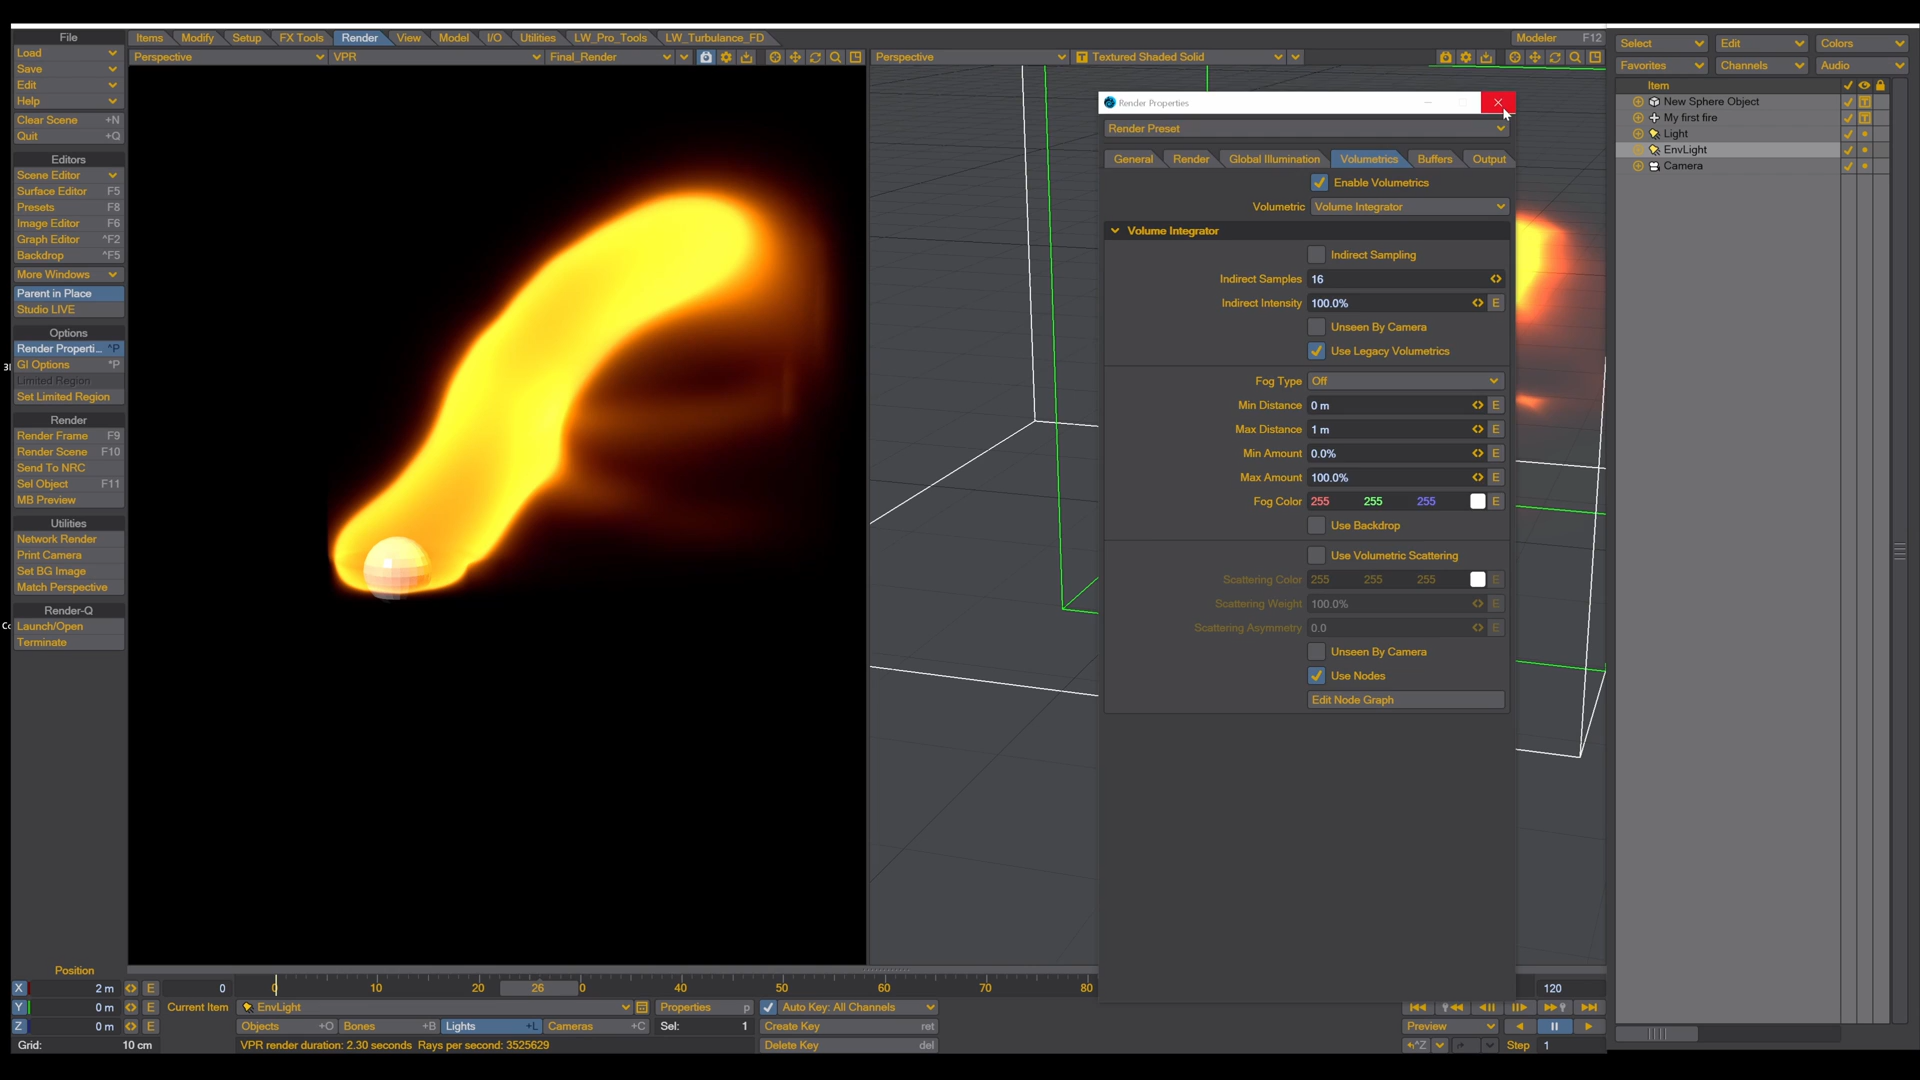 File
Load
Save
Edit
Help
Clear Scene +N
Quit +Q
Editors
Scene Editor
Surface Editor F5
Presets F8
Image Editor F6
Graph Editor ^F2
Backdrop ^F5
More Windows
Parent in Place
Studio LIVE
Options
Render Properti... ^P
GI Options *P
Limited Region
Set Limited Region
Render
Render Frame F9
Render Scene F10
Send To NRC
Sel Object F11
MB Preview
Utilities
Network Render
Print Camera
Set BG Image
Match Perspective
Render-Q
Launch/Open
Terminate
Items Modify Setup FX Tools Render View Model I/O Utilities LW_Pro_Tools LW_Turbulance_FD Modeler F12
Perspective VPR Final_Render
Perspective T Textured Shaded Solid
Render Properties
Render Preset
General Render Global Illumination Volumetrics Buffers Output
Enable Volumetrics
Volumetric Volume Integrator
Volume Integrator
Indirect Sampling
Indirect Samples 16
Indirect Intensity 100.0% E
Unseen By Camera
Use Legacy Volumetrics
Fog Type Off
Min Distance 0 m E
Max Distance 1 m E
Min Amount 0.0% E
Max Amount 100.0% E
Fog Color 255 255 255 E
Use Backdrop
Use Volumetric Scattering
Scattering Color 255 255 255 E
Scattering Weight 100.0% E
Scattering Asymmetry 0.0 E
Unseen By Camera
Use Nodes
Edit Node Graph
Select Edit Colors
Favorites Channels Audio
Item
New Sphere Object T
My first fire T
Light
EnvLight
Camera
Position
X 2 m E
Y 0 m E
Z 0 m E
Grid: 10 cm
0 0 10 20 26 0 40 50 60 70 80 120
Current Item EnvLight Properties p Auto Key: All Channels
Objects +O Bones +B Lights +L Cameras +C Sel: 1 Create Key ret
VPR render duration: 2.30 seconds Rays per second: 3525629 Delete Key del
Preview
^Z Step 1